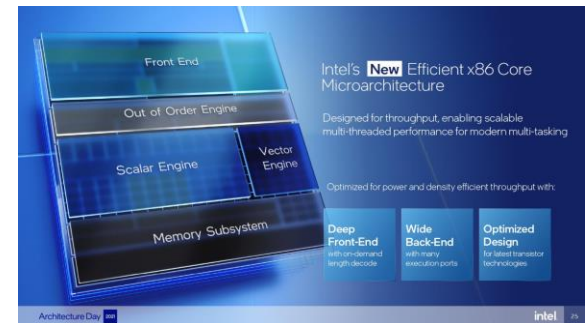 Front End
Out of Order Engine
Scalar Engine
Vector
Engine
Memory Subsystem
Intel's New Efficient x86 Core
Microarchitecture
Designed for throughput, enabling scalable
multi-threaded performance for modern multi-tasking
Optimized for power and density efficient throughput with:
Deep
Front-End
with on-demand
length decode
Wide
Back-End
with many
execution ports
Optimized
Design
for latest transistor
technologies
Architecture Day 2021
intel